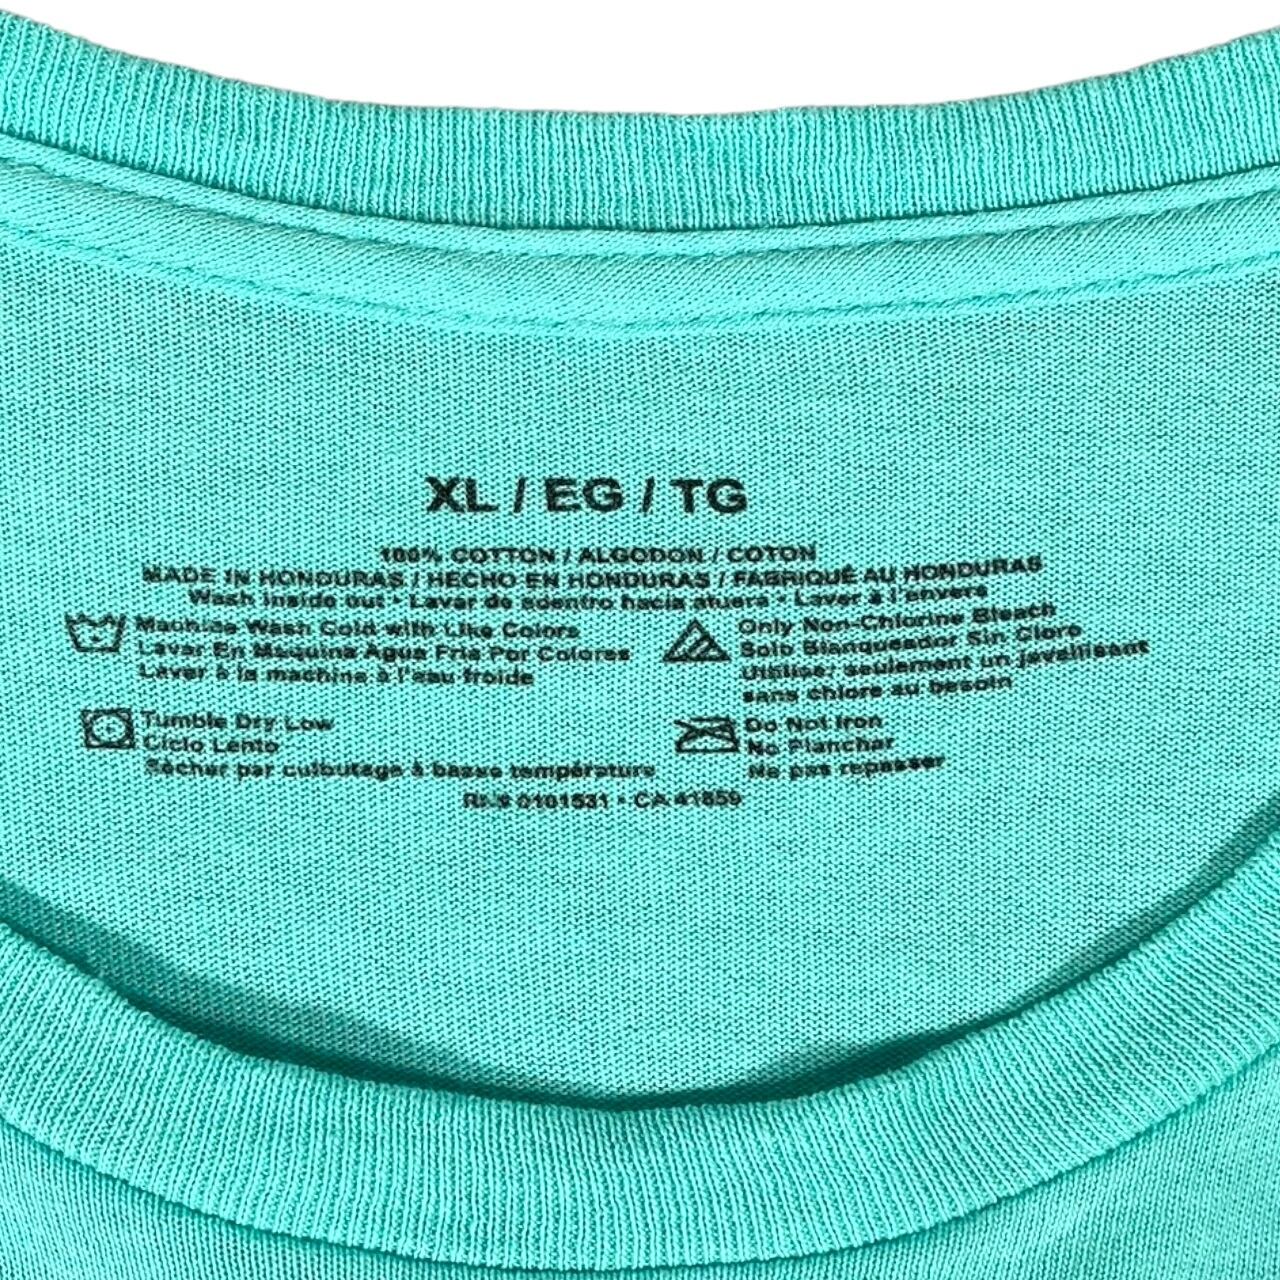 XL / EG / TG
100% COTTON / ALGODON / COTON
MADE IN HONDURAS / HECHO EN HONDURAS / FABRIQUÉ AU HONDURAS
Wash inside out • Lavar de adentro hacia afuera • Laver à l'envers
Machine Wash Cold with Like Colors
Lavar En Maquina Agua Fria Por Colores
Laver à la machine à l'eau froide
Only Non-Chlorine Bleach
Solo Blanqueador Sin Cloro
Utilisez seulement un javellisant
sans chlore au besoin
Tumble Dry Low
Ciclo Lento
Sécher par culbutage à basse température
Do Not Iron
No Planchar
Ne pas repasser
RN# 0101531 • CA 41859